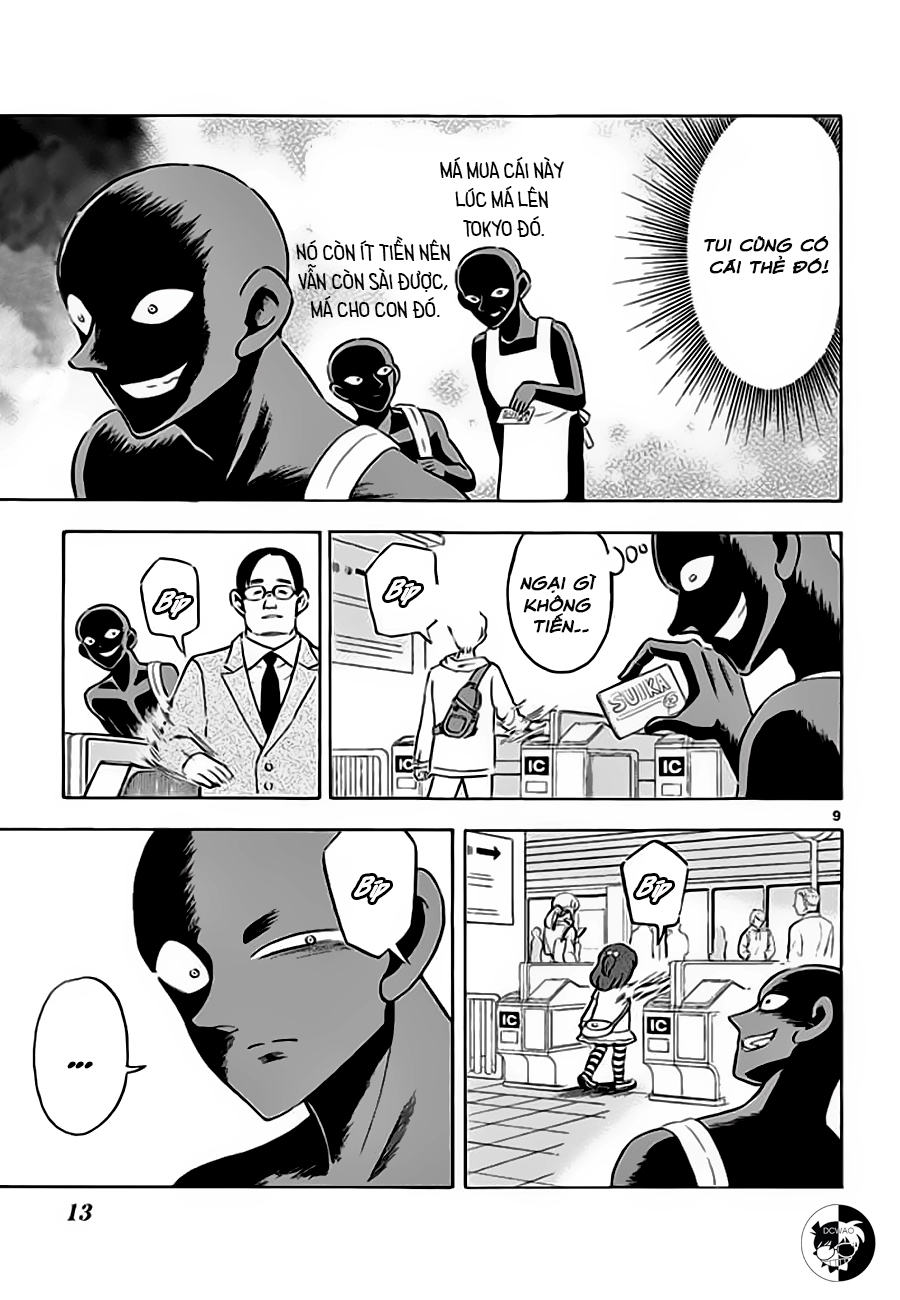 TUI CŨNG CÓ
CÁI THẺ ĐÓ!
MÁ MUA CÁI NÀY
LÚC MÁ LÊN
TOKYO ĐÓ.
NÓ CÒN ÍT TIỀN NÊN
VẪN CÒN SÀI ĐƯỢC,
MÁ CHO CON ĐÓ.
SUIKA
NGẠI GÌ
KHÔNG
TIẾN--
BÍP
IC
IC
IC
BÍP
9
BÍP
IC
IC
BÍP
...
13
DCWAO